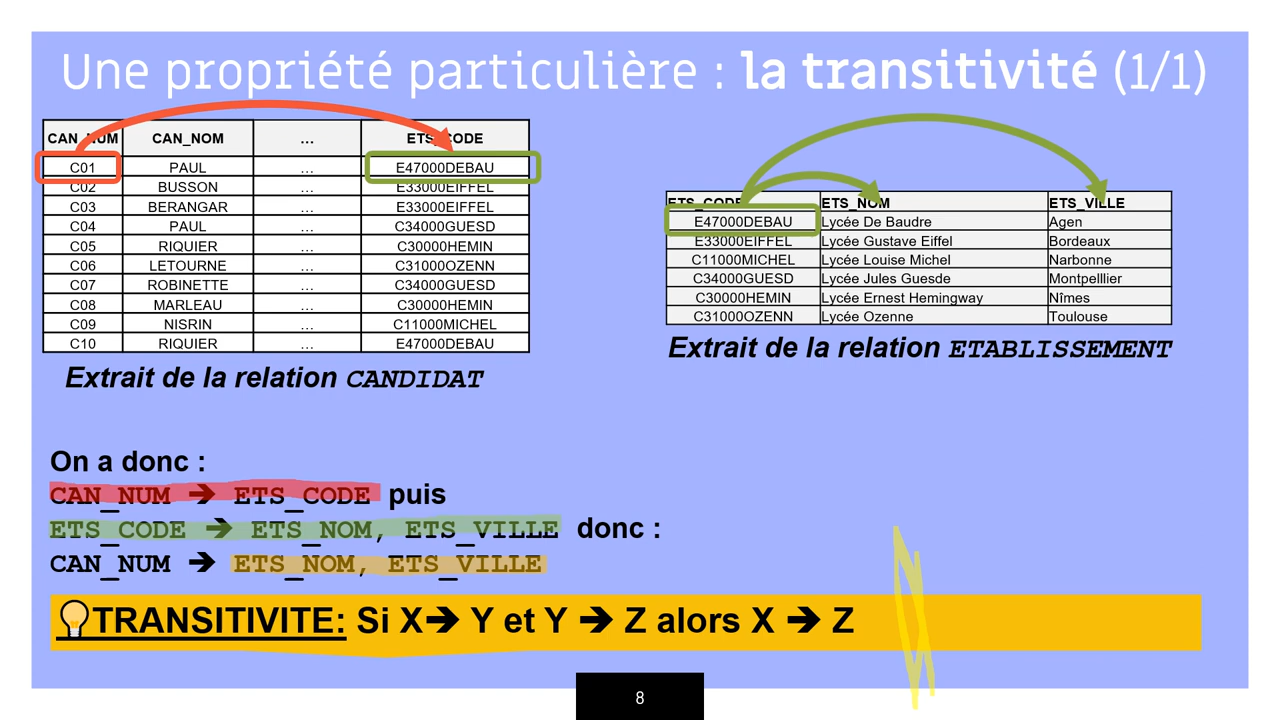 Une propriété particulière : la transitivité (1/1)
CAN_NUM CAN_NOM … ETS_CODE
C01 PAUL … E47000DEBAU
C02 BUSSON … E33000EIFFEL
C03 BERANGAR … E33000EIFFEL
C04 PAUL … C34000GUESD
C05 RIQUIER … C30000HEMIN
C06 LETOURNE … C31000OZENN
C07 ROBINETTE … C34000GUESD
C08 MARLEAU … C30000HEMIN
C09 NISRIN … C11000MICHEL
C10 RIQUIER … E47000DEBAU
Extrait de la relation CANDIDAT
ETS_CODE ETS_NOM ETS_VILLE
E47000DEBAU Lycée De Baudre Agen
E33000EIFFEL Lycée Gustave Eiffel Bordeaux
C11000MICHEL Lycée Louise Michel Narbonne
C34000GUESD Lycée Jules Guesde Montpelllier
C30000HEMIN Lycée Ernest Hemingway Nîmes
C31000OZENN Lycée Ozenne Toulouse
Extrait de la relation ETABLISSEMENT
On a donc :
CAN_NUM ➔ ETS_CODE puis
ETS_CODE ➔ ETS_NOM, ETS_VILLE donc :
CAN_NUM ➔ ETS_NOM, ETS_VILLE
💡TRANSITIVITE: Si X➔ Y et Y ➔ Z alors X ➔ Z
8